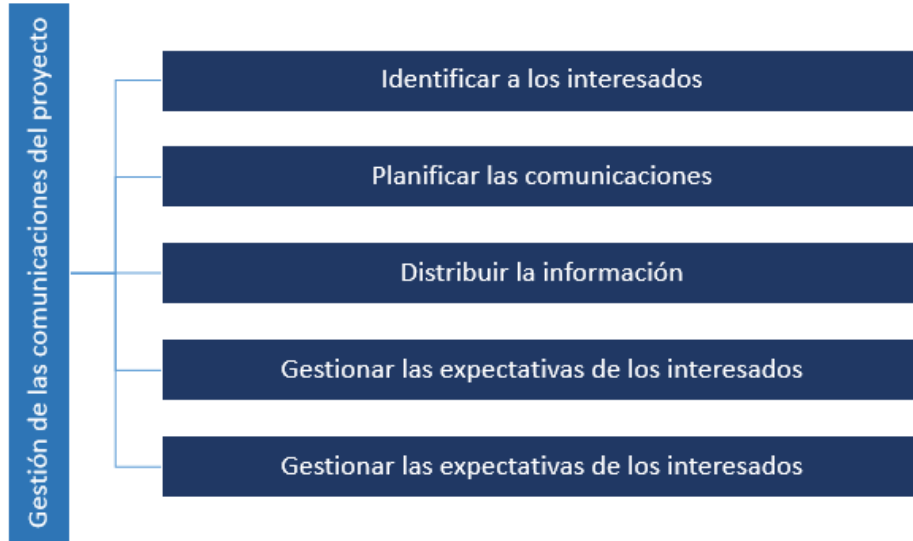 Gestión de las comunicaciones del proyecto
Identificar a los interesados
Planificar las comunicaciones
Distribuir la información
Gestionar las expectativas de los interesados
Gestionar las expectativas de los interesados